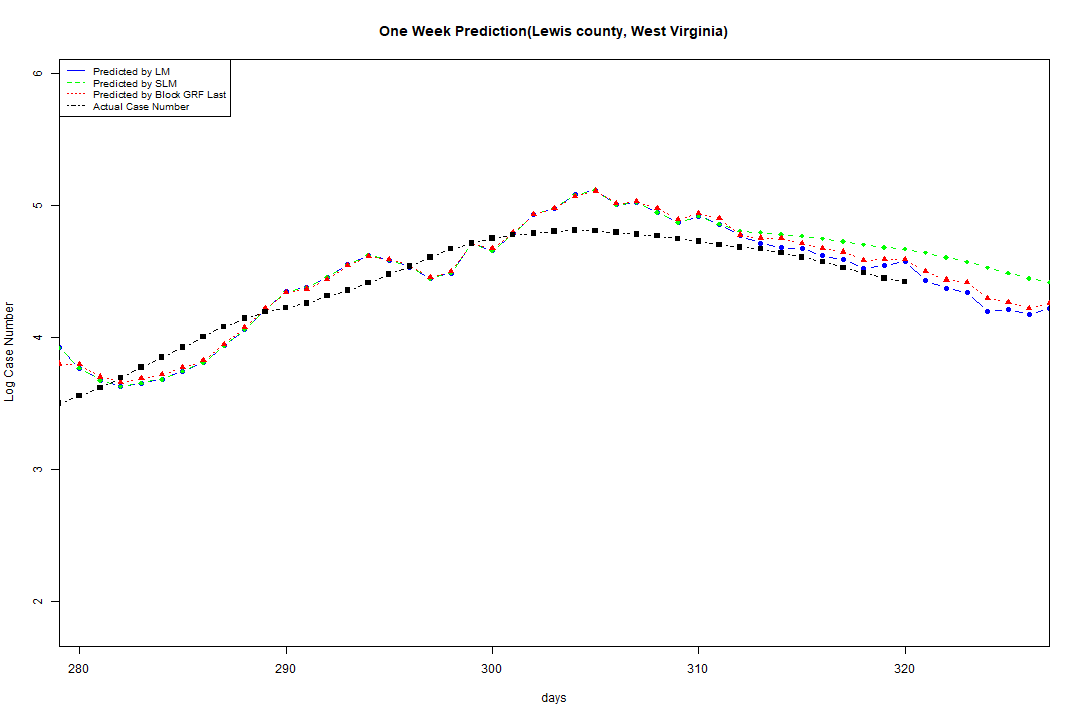 One Week Prediction(Lewis county, West Virginia)
Predicted by LM
Predicted by SLM
Predicted by Block GRF Last
Actual Case Number
6
5
4
3
2
Log Case Number
280 290 300 310 320
days